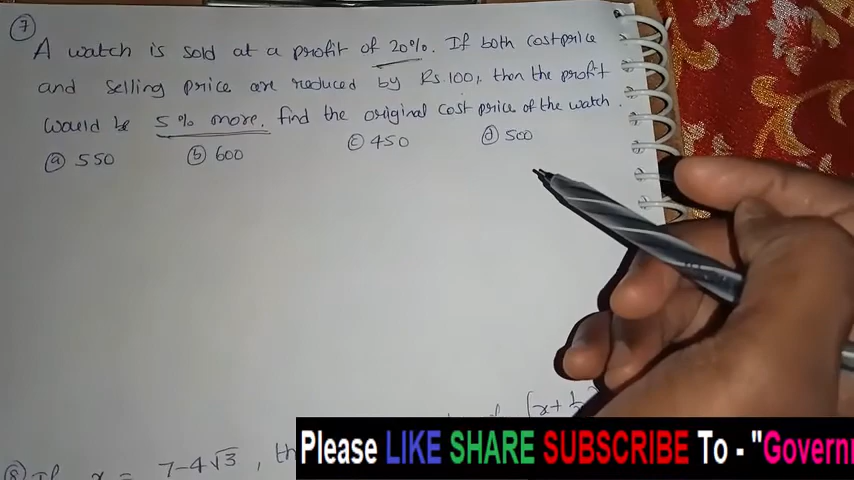 ⑦
A watch is sold at a profit of 20%. If both costprice
and selling price are reduced by Rs.100, then the profit
would be 5% more. find the original cost price of the watch.
ⓐ 550 ⓑ 600 ⓒ 450 ⓓ 500
⑧ If x = 7-4√3, th
Please LIKE SHARE SUBSCRIBE To - "Govern